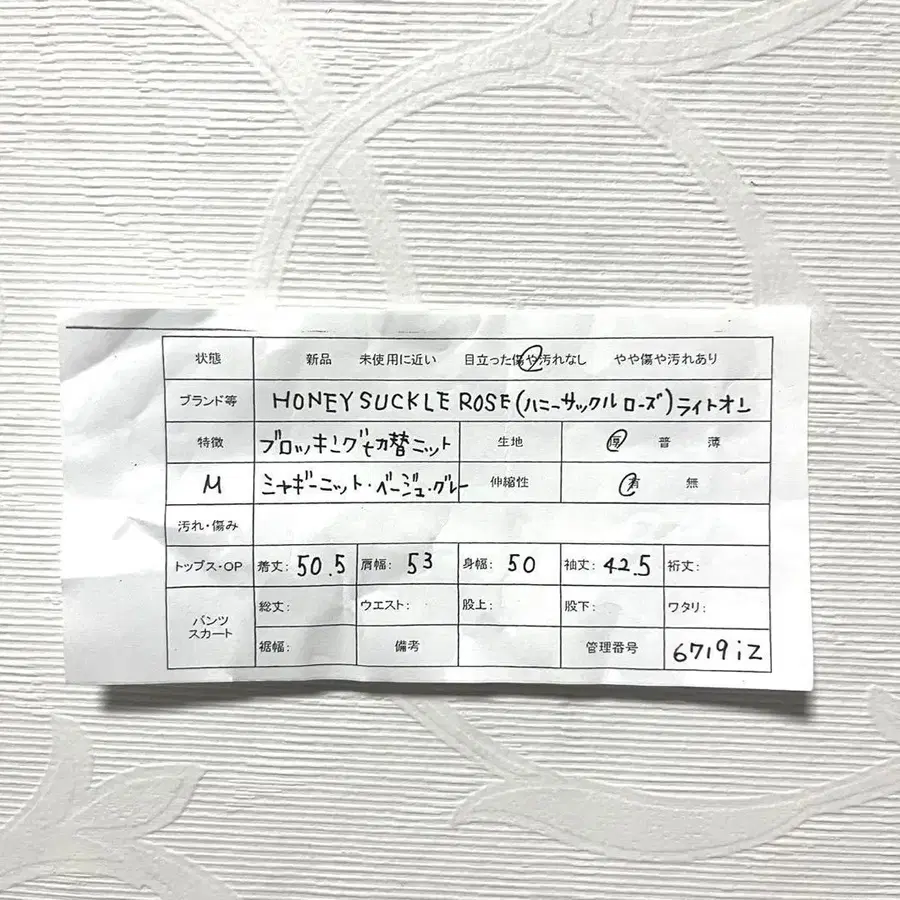 状態 新品 未使用に近い 目立った傷や汚れなし やや傷や汚れあり
ブランド等 HONEY SUCKLE ROSE (ハニーサックル ローズ) ライトオン
特徴 ブロッキング切替ニット 生地 厚 普 薄
M シャギーニット・ベージュ・グレー 伸縮性 有 無
汚れ・傷み
トップス・OP 着丈: 50.5 肩幅: 53 身幅: 50 袖丈: 42.5 裄丈:
パンツ スカート 総丈: ウエスト: 股上: 股下: ワタリ:
裾幅: 備考 管理番号 6719iZ